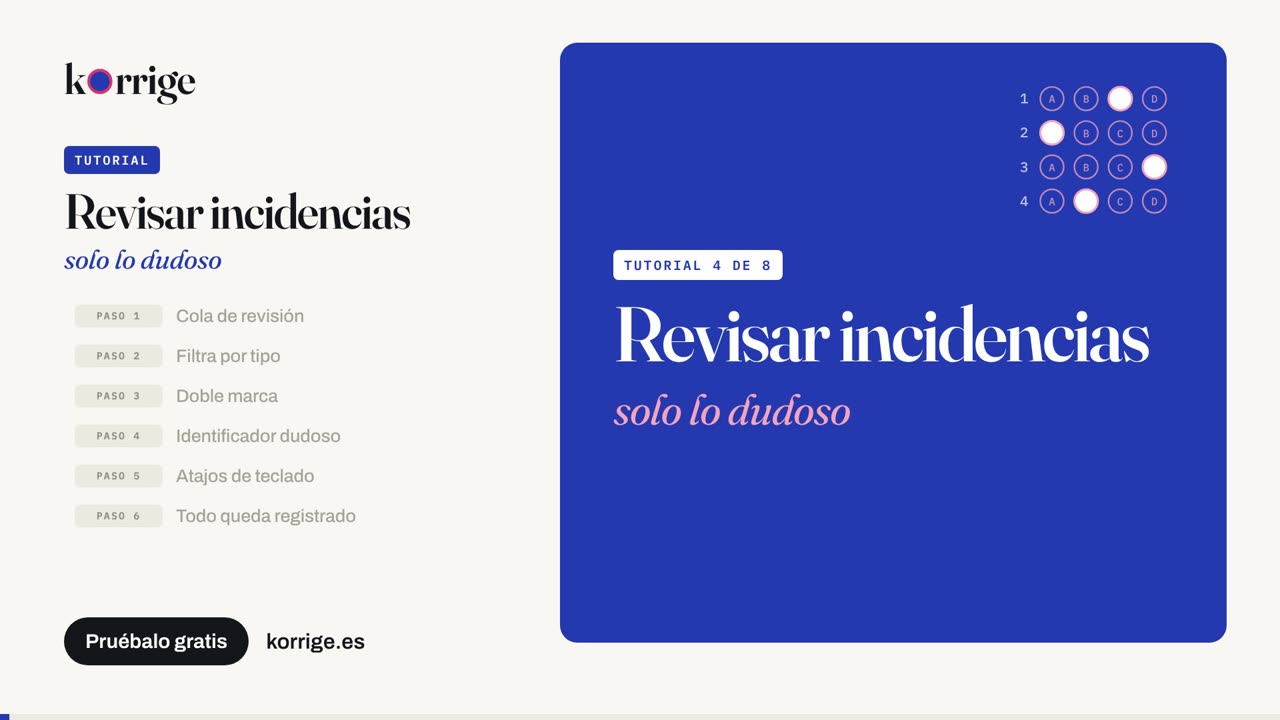 korrige
TUTORIAL
Revisar incidencias
solo lo dudoso
PASO 1 Cola de revisión
PASO 2 Filtra por tipo
PASO 3 Doble marca
PASO 4 Identificador dudoso
PASO 5 Atajos de teclado
PASO 6 Todo queda registrado
Pruébalo gratis korrige.es
1 A B D
2 B C D
3 A B C
4 A C D
TUTORIAL 4 DE 8
Revisar incidencias
solo lo dudoso